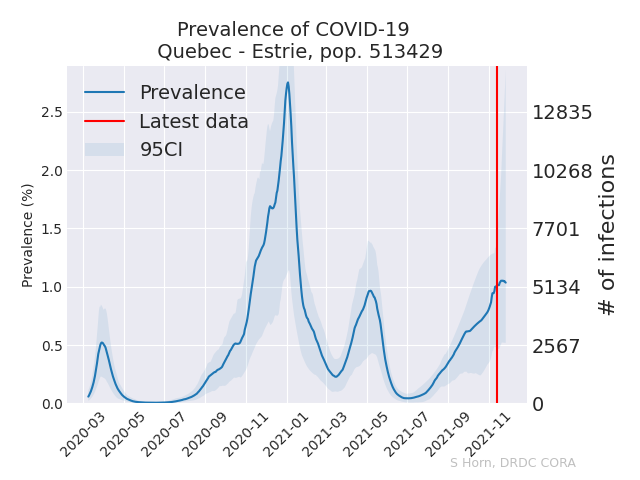 Prevalence of COVID-19
Quebec - Estrie, pop. 513429
Prevalence
Latest data
95CI
Prevalence (%)
2.5
2.0
1.5
1.0
0.5
0.0
12835
10268
7701
5134
2567
0
# of infections
2020-03
2020-05
2020-07
2020-09
2020-11
2021-01
2021-03
2021-05
2021-07
2021-09
2021-11
S Horn, DRDC CORA